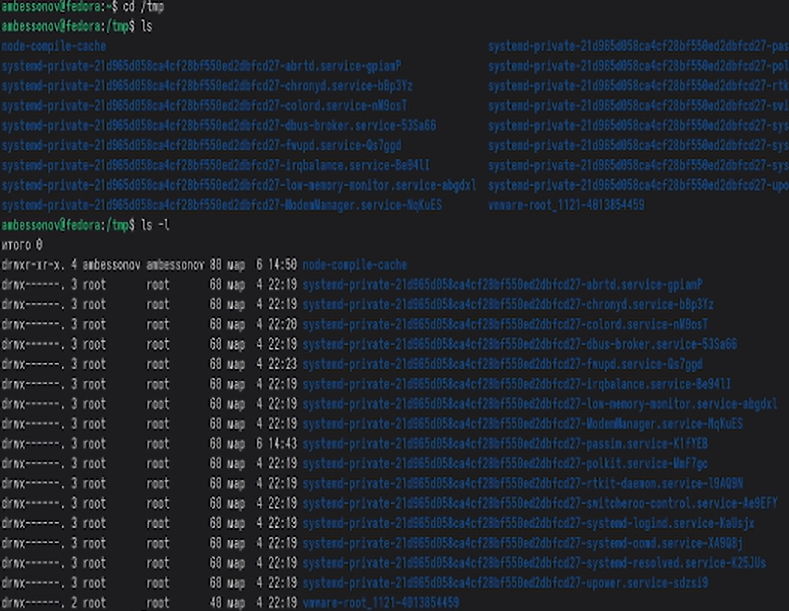 ambessonov@fedora:~$ cd /tmp
ambessonov@fedora:/tmp$ ls
node-compile-cache systemd-private-21d965d058ca4cf28bf550ed2dbfcd27-pas
systemd-private-21d965d058ca4cf28bf550ed2dbfcd27-abrtd.service-gpiamP systemd-private-21d965d058ca4cf28bf550ed2dbfcd27-pol
systemd-private-21d965d058ca4cf28bf550ed2dbfcd27-chronyd.service-bBp3Yz systemd-private-21d965d058ca4cf28bf550ed2dbfcd27-rtk
systemd-private-21d965d058ca4cf28bf550ed2dbfcd27-colord.service-nW9osT systemd-private-21d965d058ca4cf28bf550ed2dbfcd27-swi
systemd-private-21d965d058ca4cf28bf550ed2dbfcd27-dbus-broker.service-53Sa66 systemd-private-21d965d058ca4cf28bf550ed2dbfcd27-sys
systemd-private-21d965d058ca4cf28bf550ed2dbfcd27-fwupd.service-Qs7ggd systemd-private-21d965d058ca4cf28bf550ed2dbfcd27-sys
systemd-private-21d965d058ca4cf28bf550ed2dbfcd27-irqbalance.service-Be94lI systemd-private-21d965d058ca4cf28bf550ed2dbfcd27-sys
systemd-private-21d965d058ca4cf28bf550ed2dbfcd27-low-memory-monitor.service-abgdxl systemd-private-21d965d058ca4cf28bf550ed2dbfcd27-upo
systemd-private-21d965d058ca4cf28bf550ed2dbfcd27-ModemManager.service-NqKuES vmware-root_1121-4013854459
ambessonov@fedora:/tmp$ ls -l
итого 0
drwxr-xr-x. 4 ambessonov ambessonov 80 мар 6 14:50 node-compile-cache
drwx------. 3 root root 60 мар 4 22:19 systemd-private-21d965d058ca4cf28bf550ed2dbfcd27-abrtd.service-gpiamP
drwx------. 3 root root 60 мар 4 22:19 systemd-private-21d965d058ca4cf28bf550ed2dbfcd27-chronyd.service-bBp3Yz
drwx------. 3 root root 60 мар 4 22:20 systemd-private-21d965d058ca4cf28bf550ed2dbfcd27-colord.service-nW9osT
drwx------. 3 root root 60 мар 4 22:19 systemd-private-21d965d058ca4cf28bf550ed2dbfcd27-dbus-broker.service-53Sa66
drwx------. 3 root root 60 мар 4 22:23 systemd-private-21d965d058ca4cf28bf550ed2dbfcd27-fwupd.service-Qs7ggd
drwx------. 3 root root 60 мар 4 22:19 systemd-private-21d965d058ca4cf28bf550ed2dbfcd27-irqbalance.service-Be94lI
drwx------. 3 root root 60 мар 4 22:19 systemd-private-21d965d058ca4cf28bf550ed2dbfcd27-low-memory-monitor.service-abgdxl
drwx------. 3 root root 60 мар 4 22:19 systemd-private-21d965d058ca4cf28bf550ed2dbfcd27-ModemManager.service-NqKuES
drwx------. 3 root root 60 мар 6 14:43 systemd-private-21d965d058ca4cf28bf550ed2dbfcd27-passim.service-K1fYEB
drwx------. 3 root root 60 мар 4 22:19 systemd-private-21d965d058ca4cf28bf550ed2dbfcd27-polkit.service-MmF7gc
drwx------. 3 root root 60 мар 4 22:19 systemd-private-21d965d058ca4cf28bf550ed2dbfcd27-rtkit-daemon.service-l9AQ9N
drwx------. 3 root root 60 мар 4 22:19 systemd-private-21d965d058ca4cf28bf550ed2dbfcd27-switcheroo-control.service-Ae9EFY
drwx------. 3 root root 60 мар 4 22:19 systemd-private-21d965d058ca4cf28bf550ed2dbfcd27-systemd-logind.service-KaUsjx
drwx------. 3 root root 60 мар 4 22:19 systemd-private-21d965d058ca4cf28bf550ed2dbfcd27-systemd-oomd.service-XA9Q8j
drwx------. 3 root root 60 мар 4 22:19 systemd-private-21d965d058ca4cf28bf550ed2dbfcd27-systemd-resolved.service-K25JUs
drwx------. 3 root root 60 мар 4 22:19 systemd-private-21d965d058ca4cf28bf550ed2dbfcd27-upower.service-sdzsi9
drwx------. 2 root root 40 мар 4 22:19 vmware-root_1121-4013854459